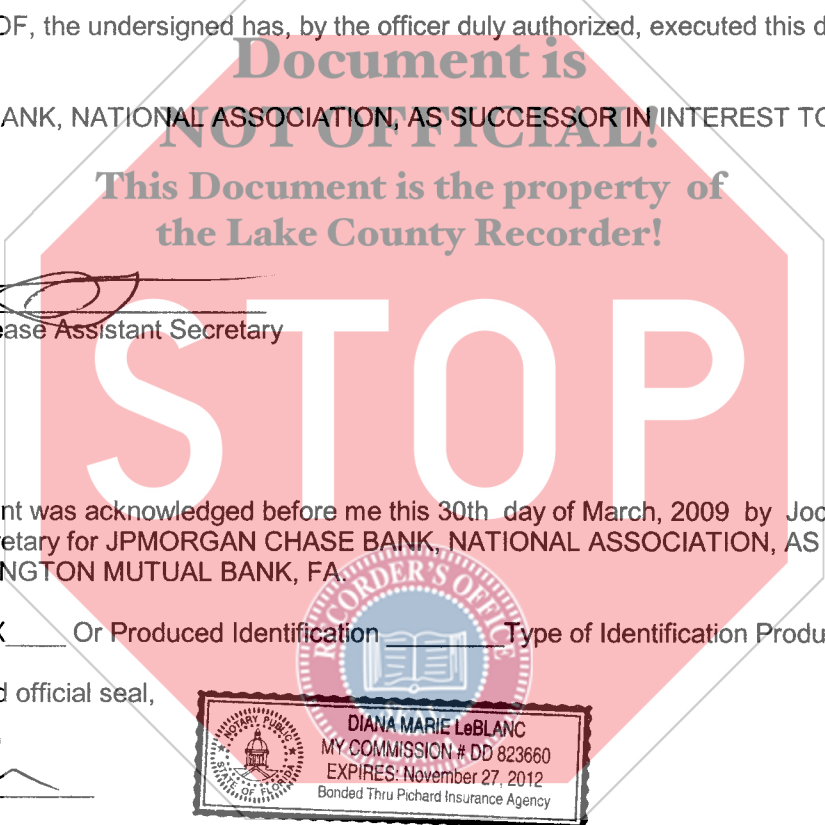 OF, the undersigned has, by the officer duly authorized, executed this d
Document is
ANK, NATIONAL ASSOCIATION, AS SUCCESSOR IN INTEREST TO
NOT OFFICIAL!
This Document is the property of
the Lake County Recorder!
ease Assistant Secretary
STOP
nt was acknowledged before me this 30th day of March, 2009 by Joc
retary for JPMORGAN CHASE BANK, NATIONAL ASSOCIATION, AS
NGTON MUTUAL BANK, FA.
RECORDER'S OFFICE
X____ Or Produced Identification ________Type of Identification Produ
d official seal,
NOTARY PUBLIC
STATE OF FLORIDA
DIANA MARIE LeBLANC
MY COMMISSION # DD 823660
EXPIRES: November 27, 2012
Bonded Thru Pichard Insurance Agency